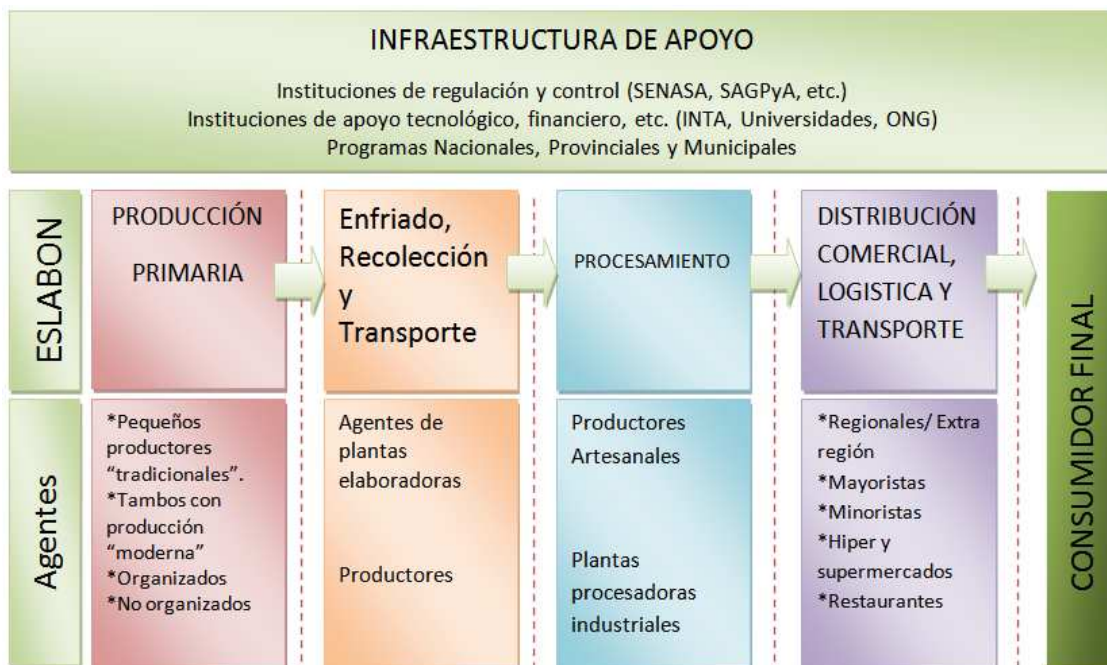 INFRAESTRUCTURA DE APOYO
Instituciones de regulación y control (SENASA, SAGPyA, etc.)
Instituciones de apoyo tecnológico, financiero, etc. (INTA, Universidades, ONG)
Programas Nacionales, Provinciales y Municipales
ESLABON
PRODUCCIÓN
PRIMARIA
Enfriado,
Recolección
y
Transporte
PROCESAMIENTO
DISTRIBUCIÓN
COMERCIAL,
LOGISTICA Y
TRANSPORTE
Agentes
*Pequeños
productores
“tradicionales”.
*Tambos con
producción
“moderna”
*Organizados
*No organizados
Agentes de
plantas
elaboradoras
Productores
Productores
Artesanales
Plantas
procesadoras
industriales
*Regionales/ Extra
región
*Mayoristas
*Minoristas
*Hiper y
supermercados
*Restaurantes
CONSUMIDOR FINAL